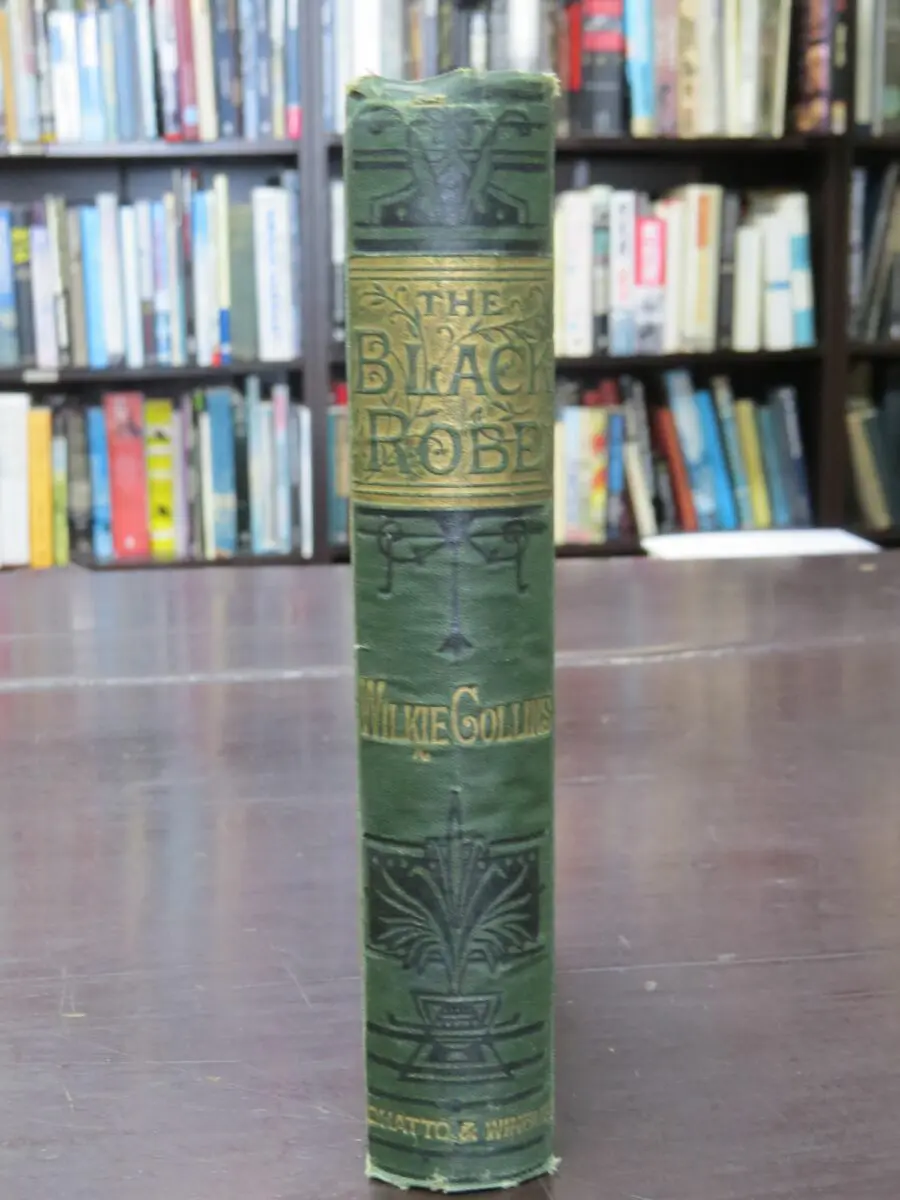 THE
BLACK
ROBE
WILKIE COLLINS
CHATTO & WINDUS